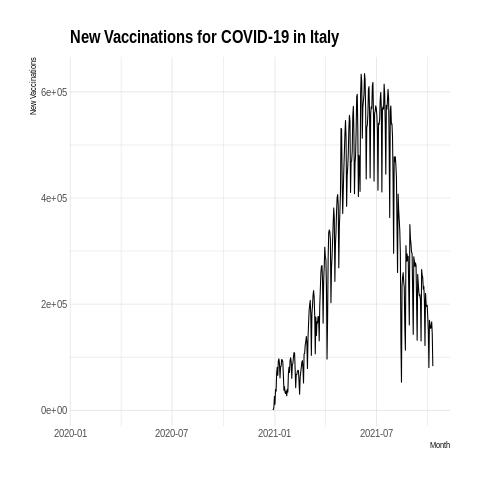 New Vaccinations for COVID-19 in Italy
New Vaccinations
6e+05
4e+05
2e+05
0e+00
2020-01 2020-07 2021-01 2021-07
Month